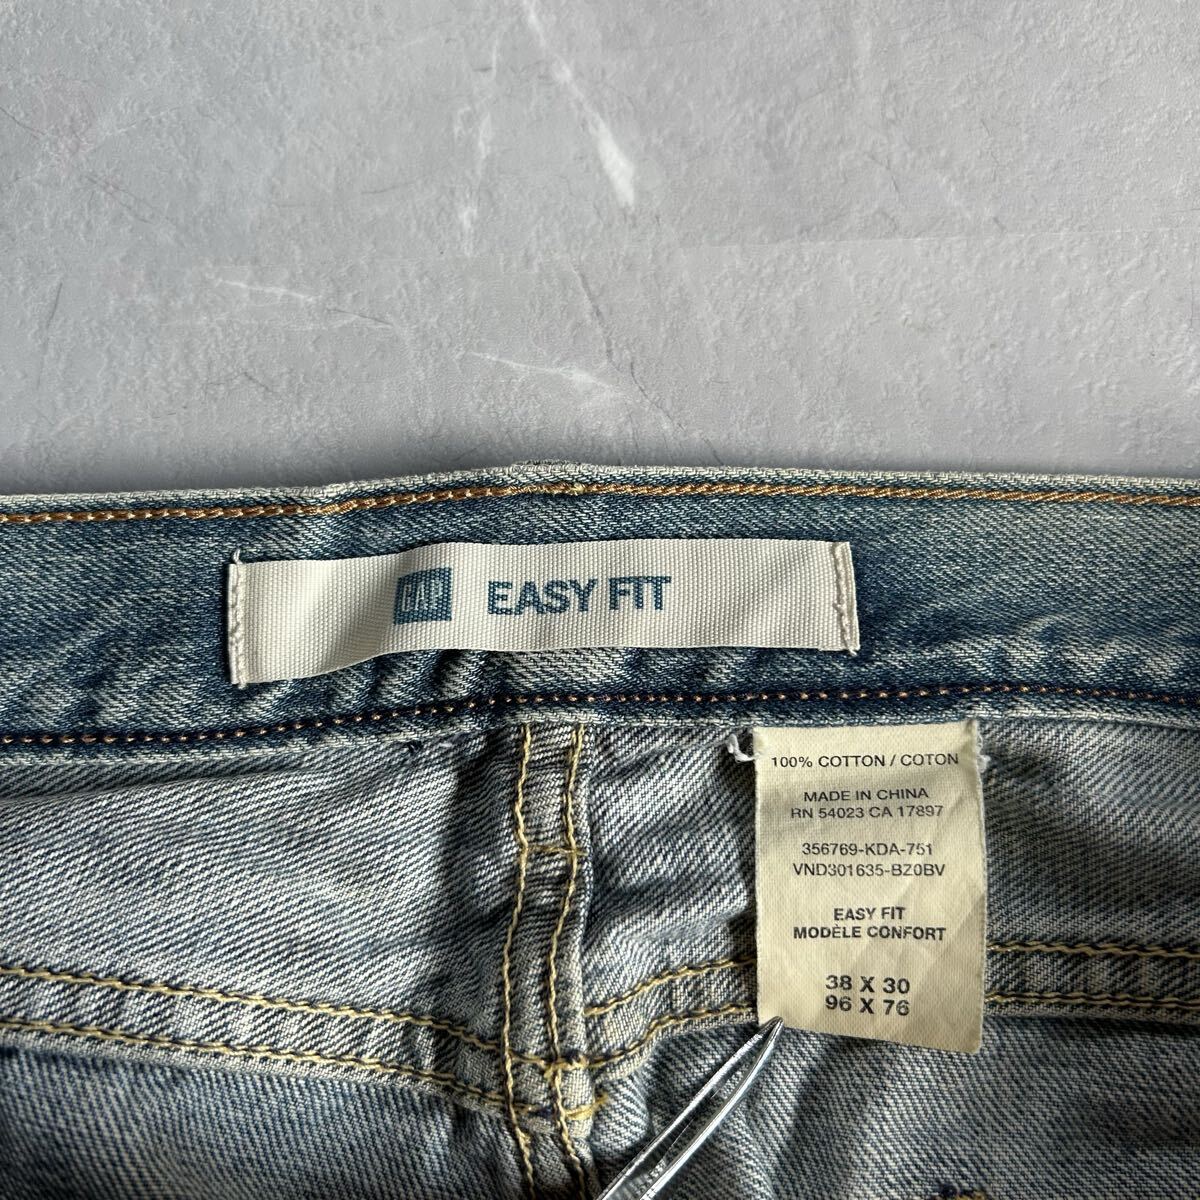 GAP EASY FIT
100% COTTON / COTON
MADE IN CHINA
RN 54023 CA 17897
356769-KDA-751
VND301635-BZ0BV
EASY FIT
MODÈLE CONFORT
38 X 30
96 X 76